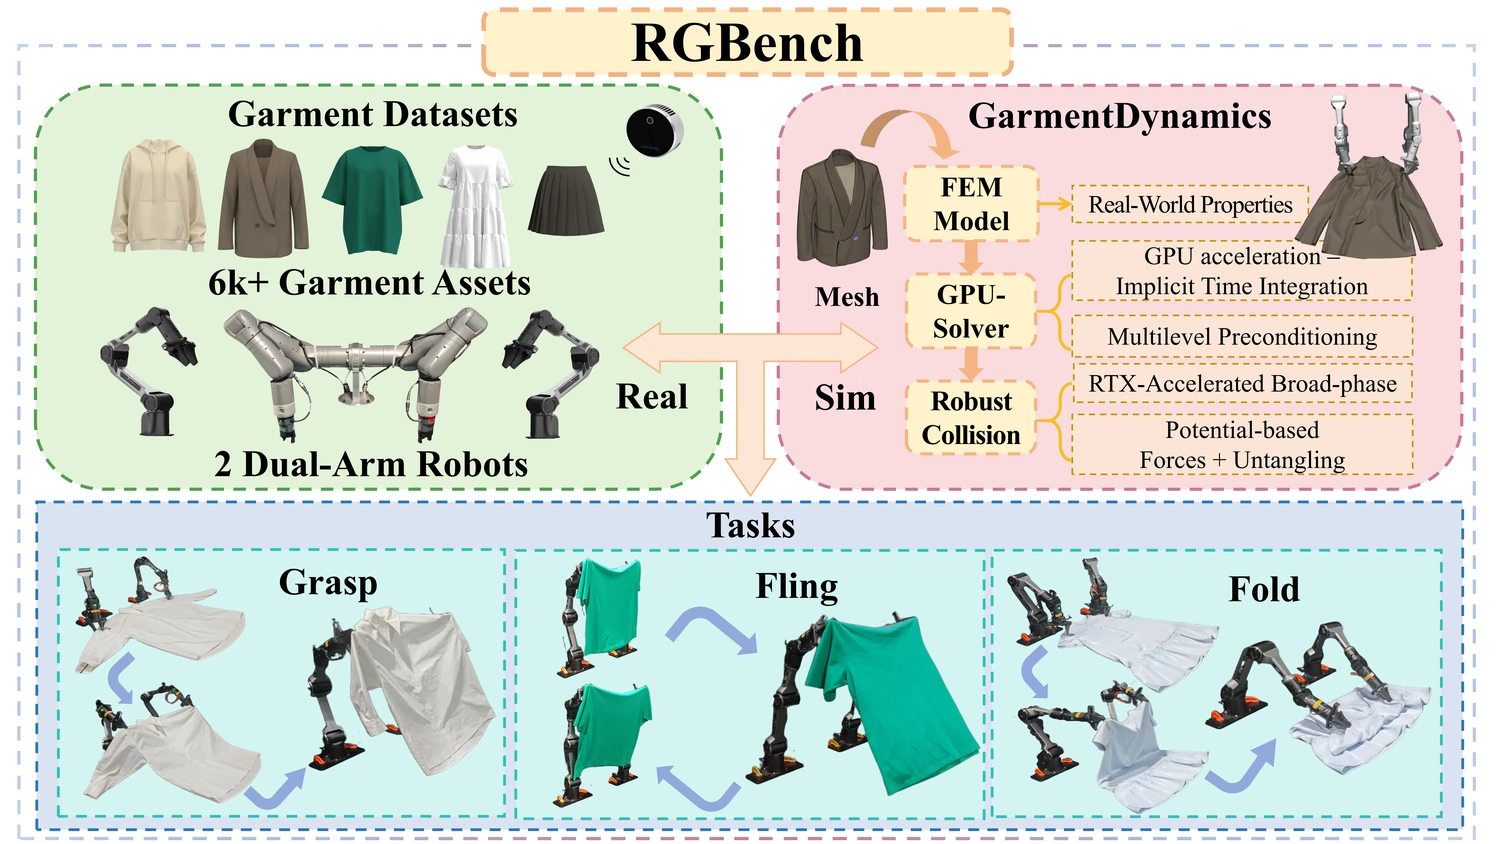 RGBench
Garment Datasets
6k+ Garment Assets
2 Dual-Arm Robots
Real
GarmentDynamics
Mesh
FEM
Model
Real-World Properties
GPU-
Solver
GPU acceleration –
Implicit Time Integration
Multilevel Preconditioning
Robust
Collision
RTX-Accelerated Broad-phase
Potential-based
Forces + Untangling
Sim
Tasks
Grasp
Fling
Fold